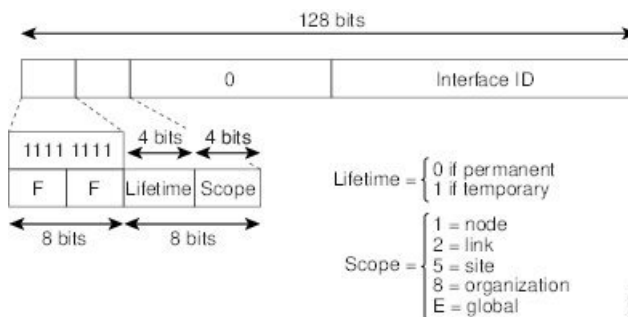 128 bits
0 Interface ID
4 bits 4 bits
1111 1111
F F Lifetime Scope
8 bits 8 bits
Lifetime = 0 if permanent
1 if temporary
Scope = 1 = node
2 = link
5 = site
8 = organization
E = global